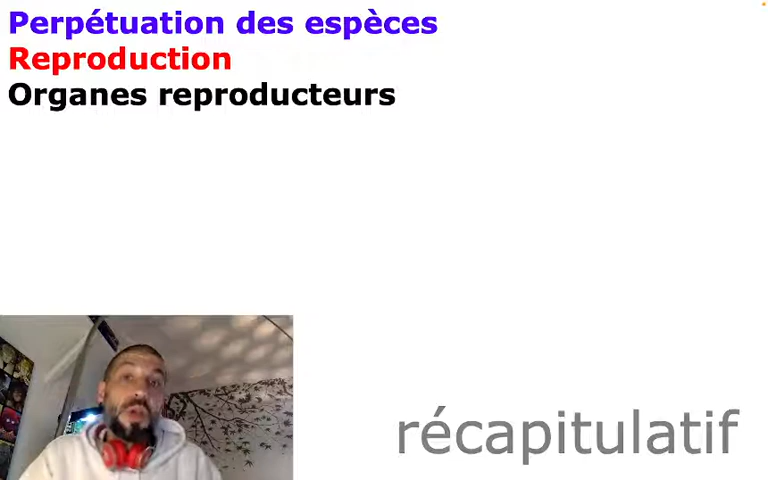 Perpétuation des espèces
Reproduction
Organes reproducteurs
récapitulatif